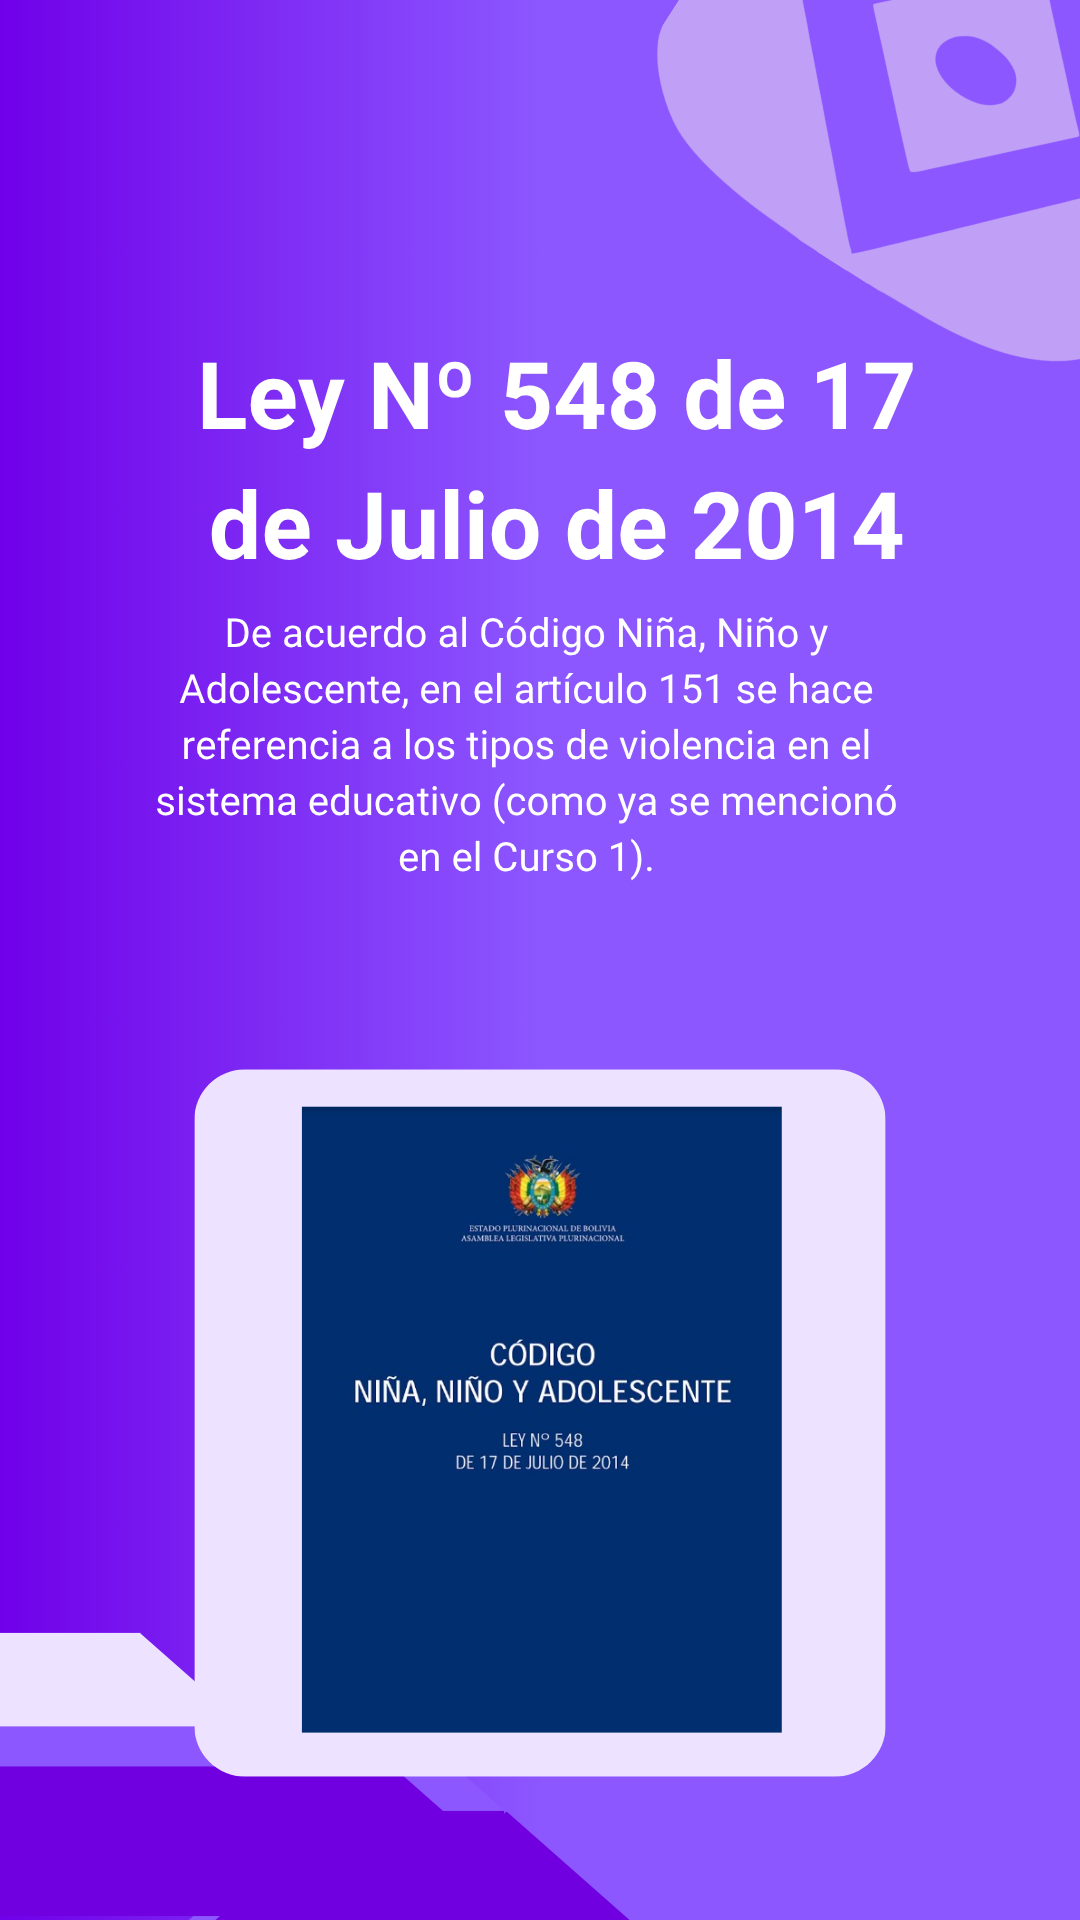 Ley Nº 548 de 17
de Julio de 2014
De acuerdo al Código Niña, Niño y
Adolescente, en el artículo 151 se hace
referencia a los tipos de violencia en el
sistema educativo (como ya se mencionó
en el Curso 1).
ESTADO PLURINACIONAL DE BOLIVIA
ASAMBLEA LEGISLATIVA PLURINACIONAL
CÓDIGO
NIÑA, NIÑO Y ADOLESCENTE
LEY Nº 548
DE 17 DE JULIO DE 2014